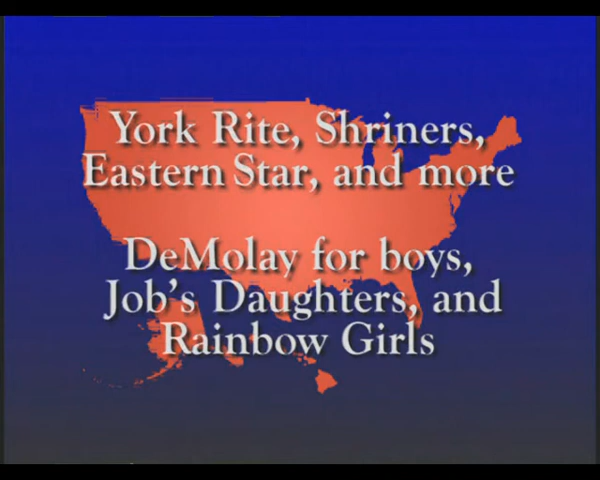 York Rite, Shriners,
Eastern Star, and more
DeMolay for boys,
Job's Daughters, and
Rainbow Girls